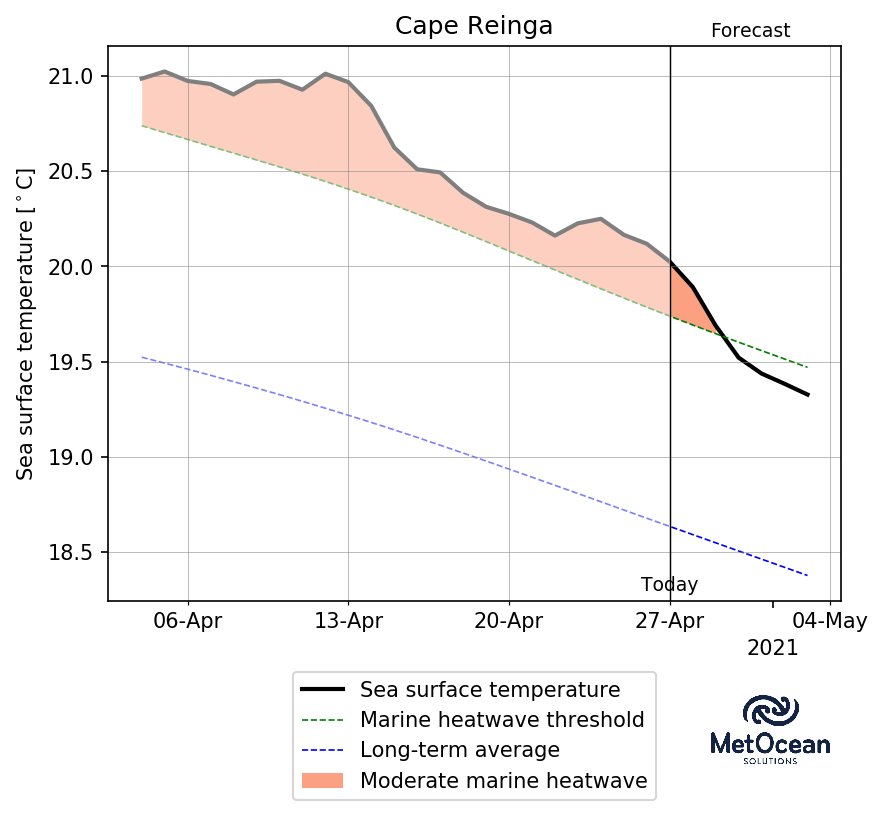 Cape Reinga
Forecast
21.0
20.5
20.0
19.5
19.0
18.5
Sea surface temperature [°C]
Today
06-Apr 13-Apr 20-Apr 27-Apr 04-May
2021
Sea surface temperature
Marine heatwave threshold
Long-term average
Moderate marine heatwave
MetOcean
SOLUTIONS